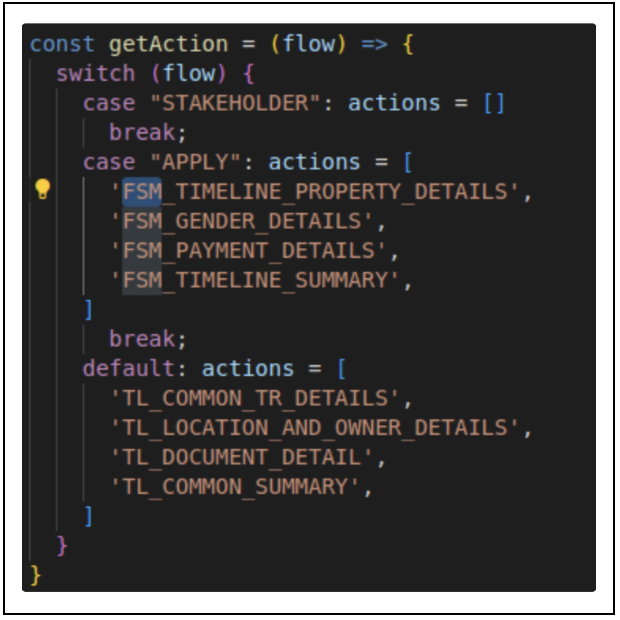 const getAction = (flow) => {
switch (flow) {
case "STAKEHOLDER": actions = []
break;
case "APPLY": actions = [
'FSM_TIMELINE_PROPERTY_DETAILS',
'FSM_GENDER_DETAILS',
'FSM_PAYMENT_DETAILS',
'FSM_TIMELINE_SUMMARY',
]
break;
default: actions = [
'TL_COMMON_TR_DETAILS',
'TL_LOCATION_AND_OWNER_DETAILS',
'TL_DOCUMENT_DETAIL',
'TL_COMMON_SUMMARY',
]
}
}